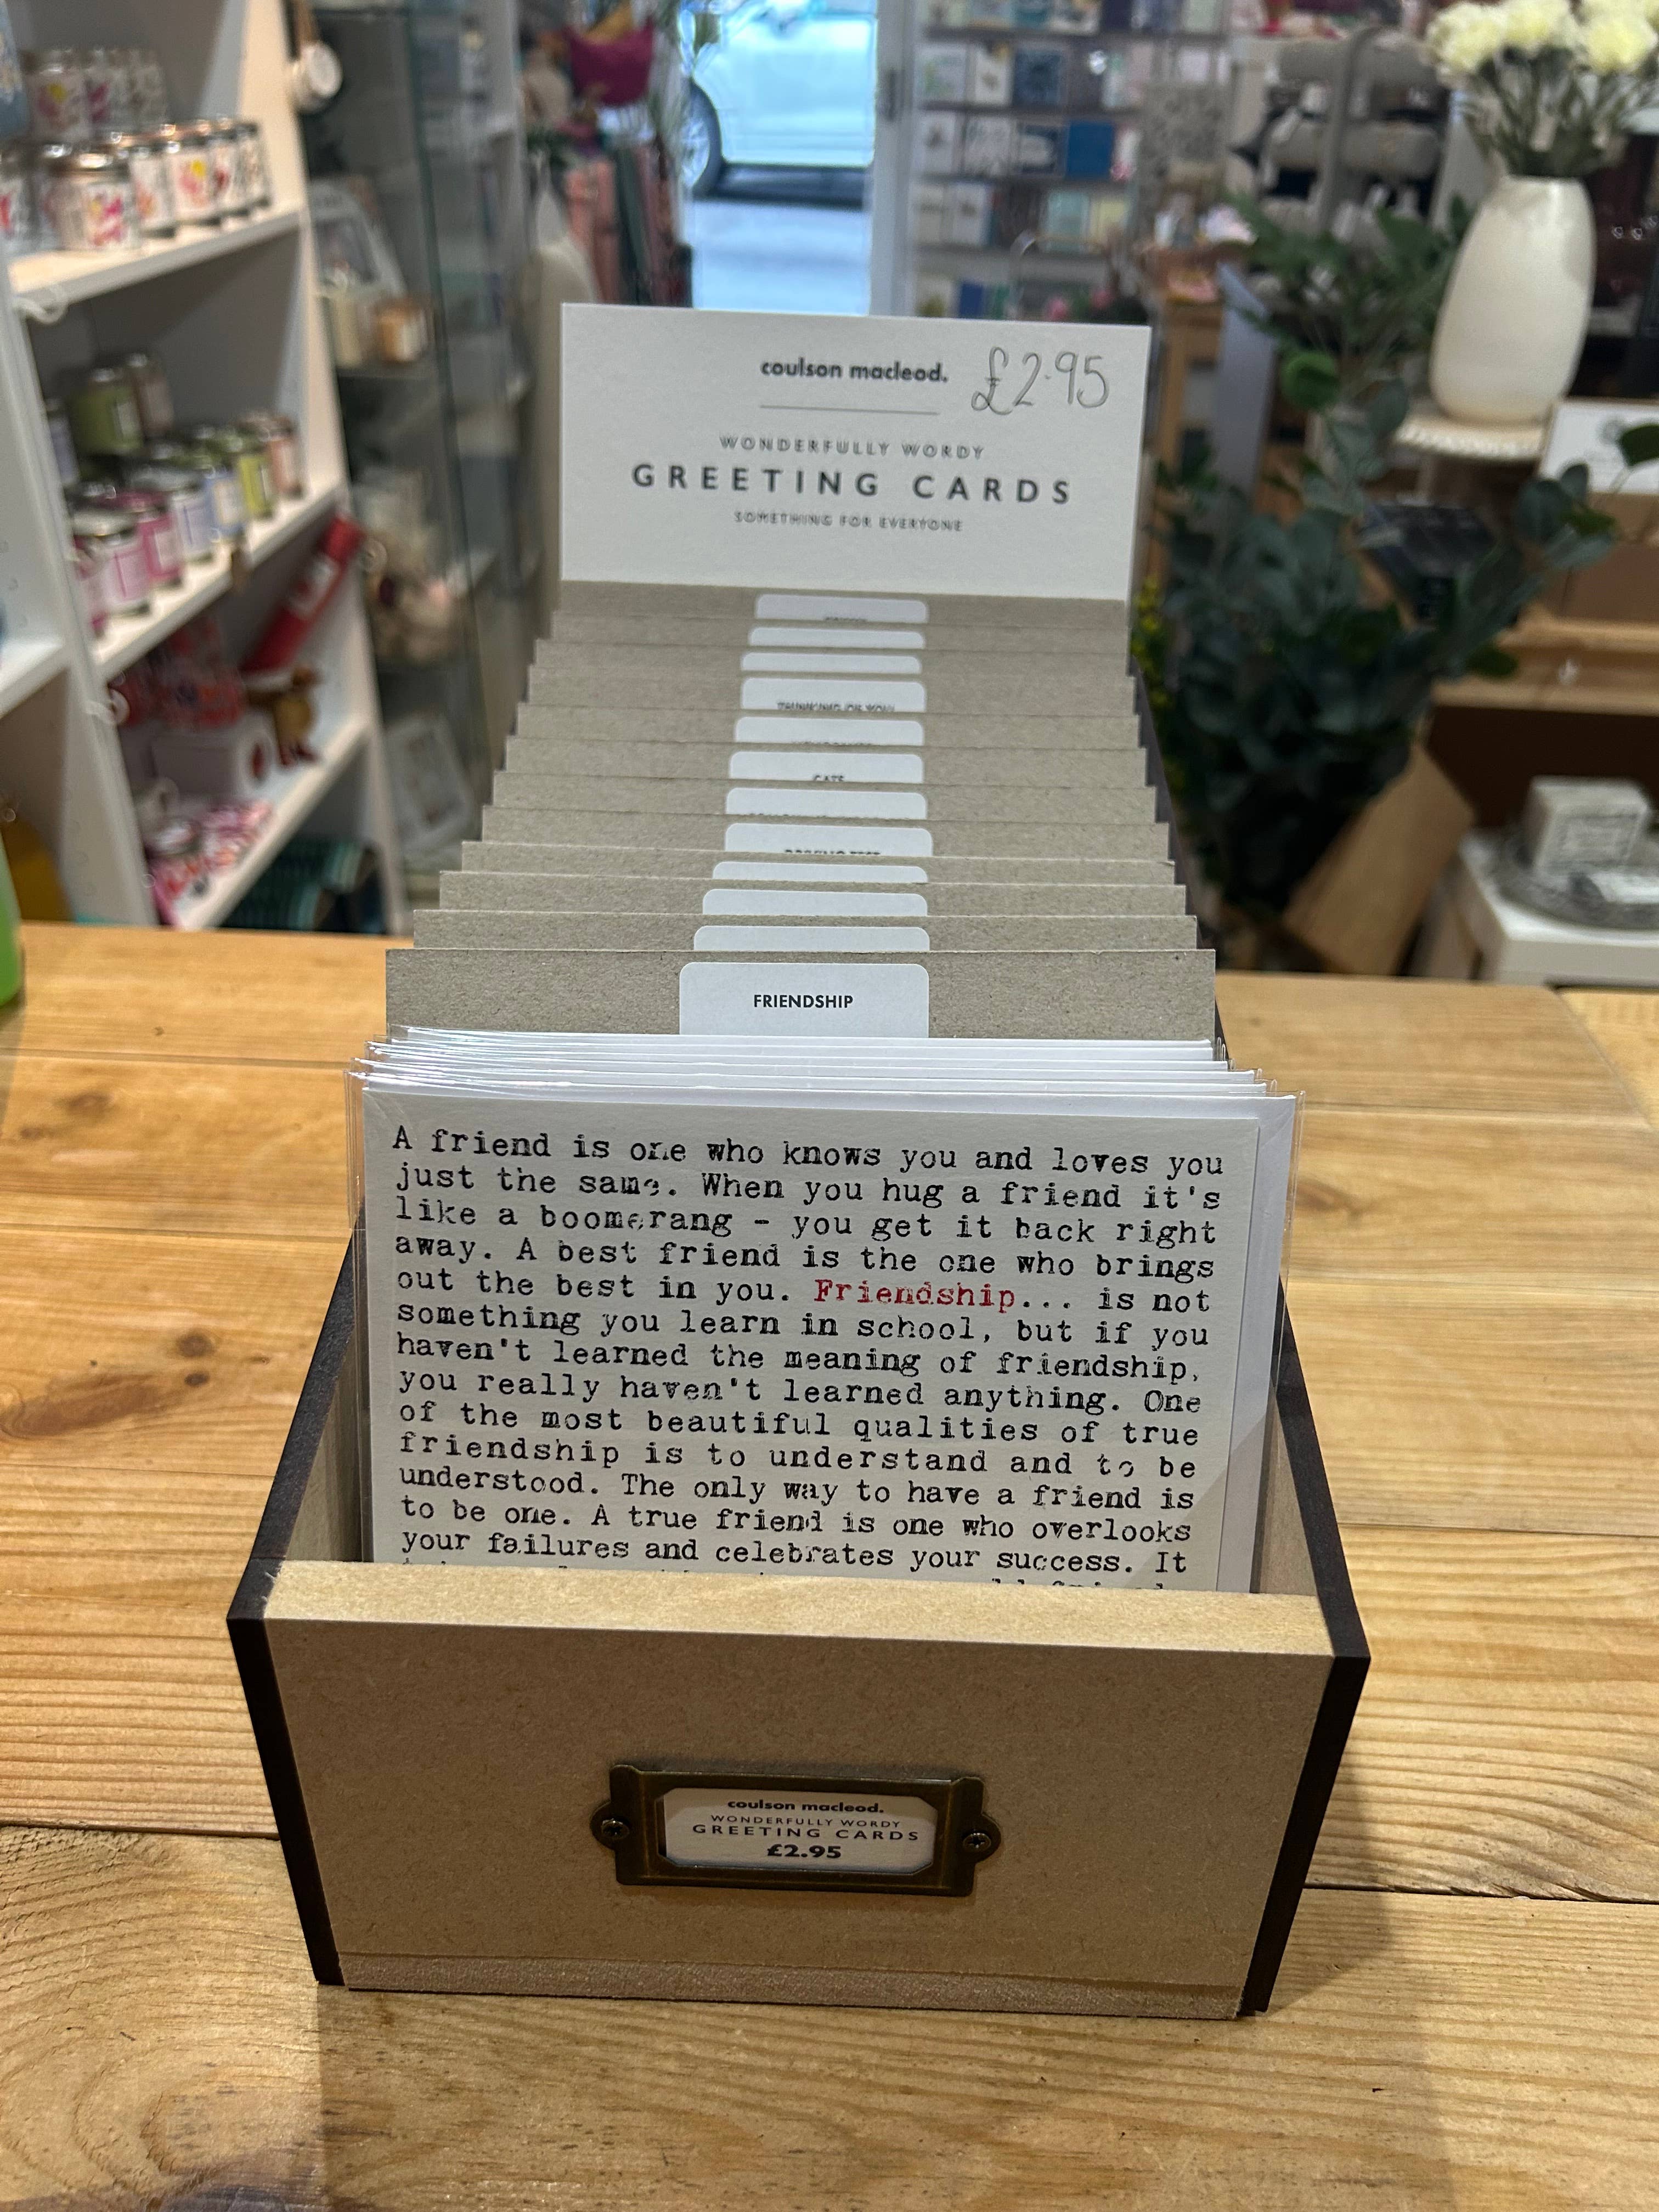 coulson macleod. £2.95
WONDERFULLY WORDY
GREETING CARDS
SOMETHING FOR EVERYONE
THINKING OF YOU
CATS
DRIVING TEST
FRIENDSHIP
A friend is one who knows you and loves you
just the same. When you hug a friend it's
like a boomerang - you get it back right
away. A best friend is the one who brings
out the best in you. Friendship... is not
something you learn in school, but if you
haven't learned the meaning of friendship,
you really haven't learned anything. One
of the most beautiful qualities of true
friendship is to understand and to be
understood. The only way to have a friend is
to be one. A true friend is one who overlooks
your failures and celebrates your success. It
coulson macleod.
WONDERFULLY WORDY
GREETING CARDS
£2.95